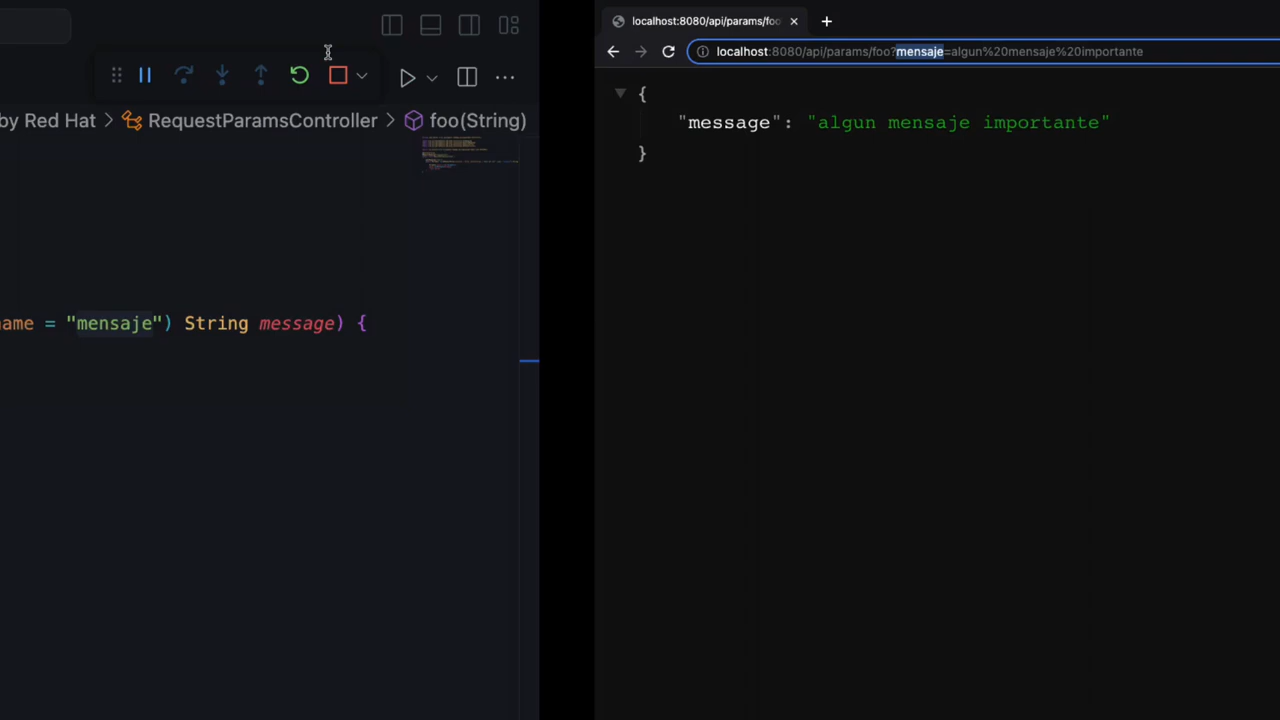 by Red Hat > RequestParamsController > foo(String)
name = "mensaje") String message) {
localhost:8080/api/params/foo
localhost:8080/api/params/foo?mensaje=algun%20mensaje%20importante
{
"message": "algun mensaje importante"
}